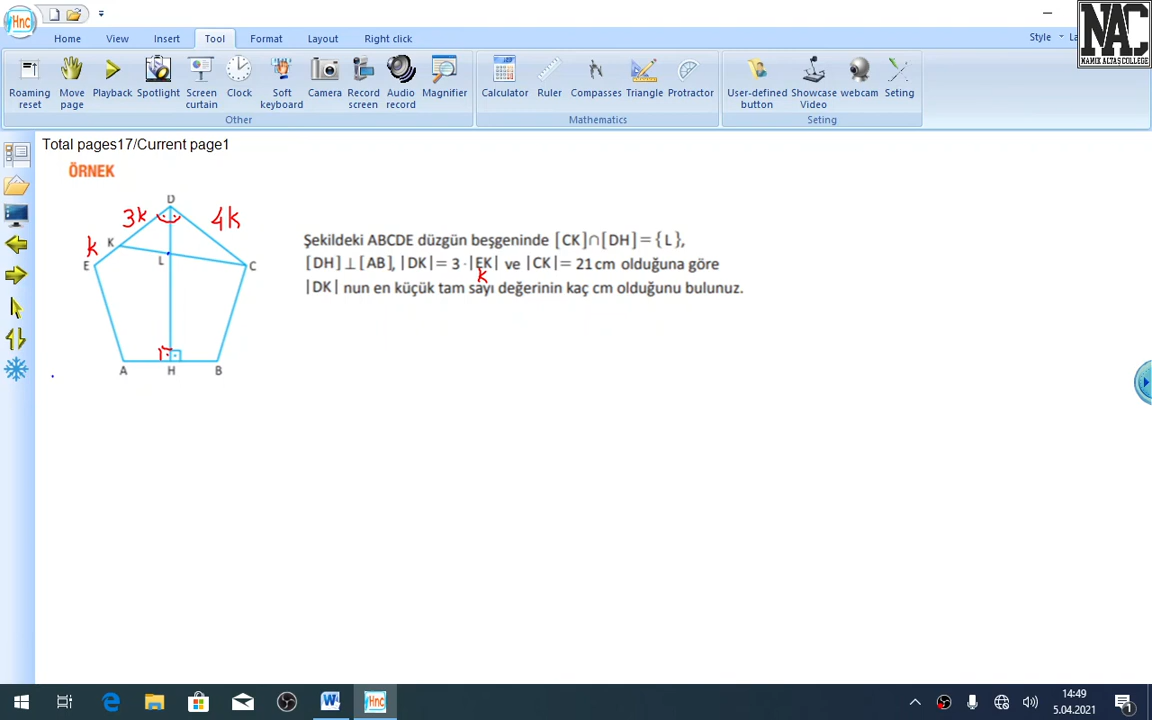 Hnc
Home View Insert Tool Format Layout Right click Style
NAC
NAMIK ALTAS COLLEGE
Roaming reset Move page Playback Spotlight Screen curtain Clock Soft keyboard Camera Record screen Audio record Magnifier Calculator Ruler Compasses Triangle Protractor User-defined button Showcase Video webcam Seting
Other Mathematics Seting
Total pages17/Current page1
ÖRNEK
D
3k 4k
k K
E L C
A H B
Şekildeki ABCDE düzgün beşgeninde [CK]∩[DH]={L},
[DH]⊥[AB], |DK|= 3·|EK| ve |CK|= 21 cm olduğuna göre
k
|DK| nun en küçük tam sayı değerinin kaç cm olduğunu bulunuz.
14:49
5.04.2021
1